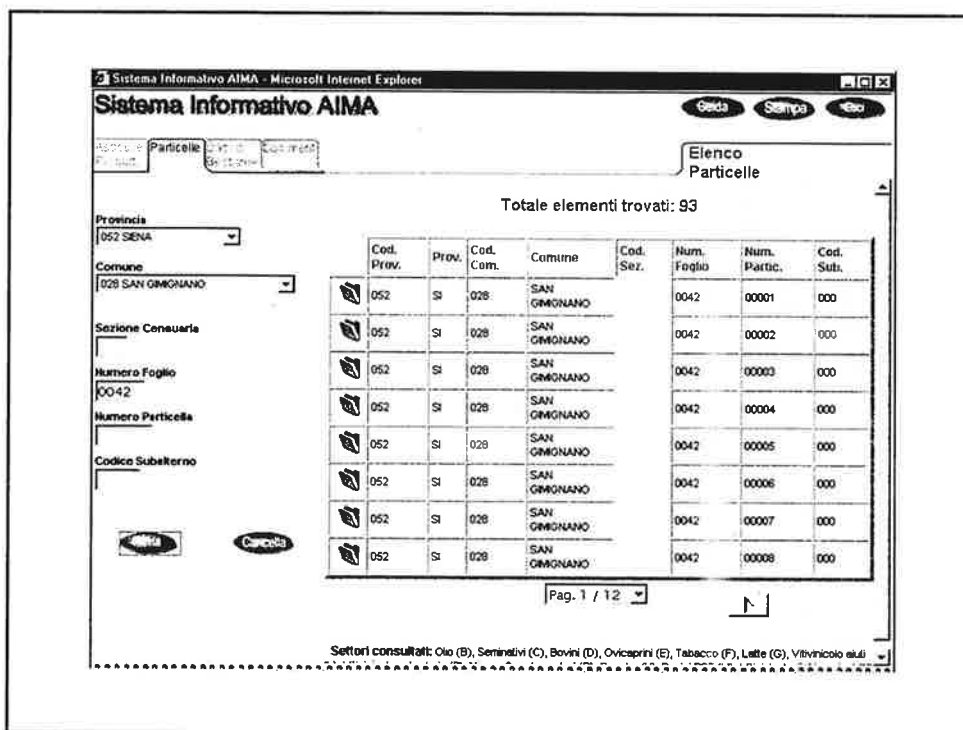 Sistema Informativo AIMA - Microsoft Internet Explorer
Sistema Informativo AIMA
Guida Stampa Esci
Particelle
Elenco
Particelle
Totale elementi trovati: 93
Provincia
052 SIENA
Comune
028 SAN GIMIGNANO
Sezione Censuaria
Numero Foglio
0042
Numero Particella
Codice Subalterno
Cancella
Cod. Prov. Prov. Cod. Com. Comune Cod. Sez. Num. Foglio Num. Partic. Cod. Sub.
052 SI 028 SAN GIMIGNANO 0042 00001 000
052 SI 028 SAN GIMIGNANO 0042 00002 000
052 SI 028 SAN GIMIGNANO 0042 00003 000
052 SI 028 SAN GIMIGNANO 0042 00004 000
052 SI 028 SAN GIMIGNANO 0042 00005 000
052 SI 028 SAN GIMIGNANO 0042 00006 000
052 SI 028 SAN GIMIGNANO 0042 00007 000
052 SI 028 SAN GIMIGNANO 0042 00008 000
Pag. 1 / 12
Settori consultati: Olio (B), Seminativi (C), Bovini (D), Ovicaprini (E), Tabacco (F), Latte (G), Vitivinicolo aiuti